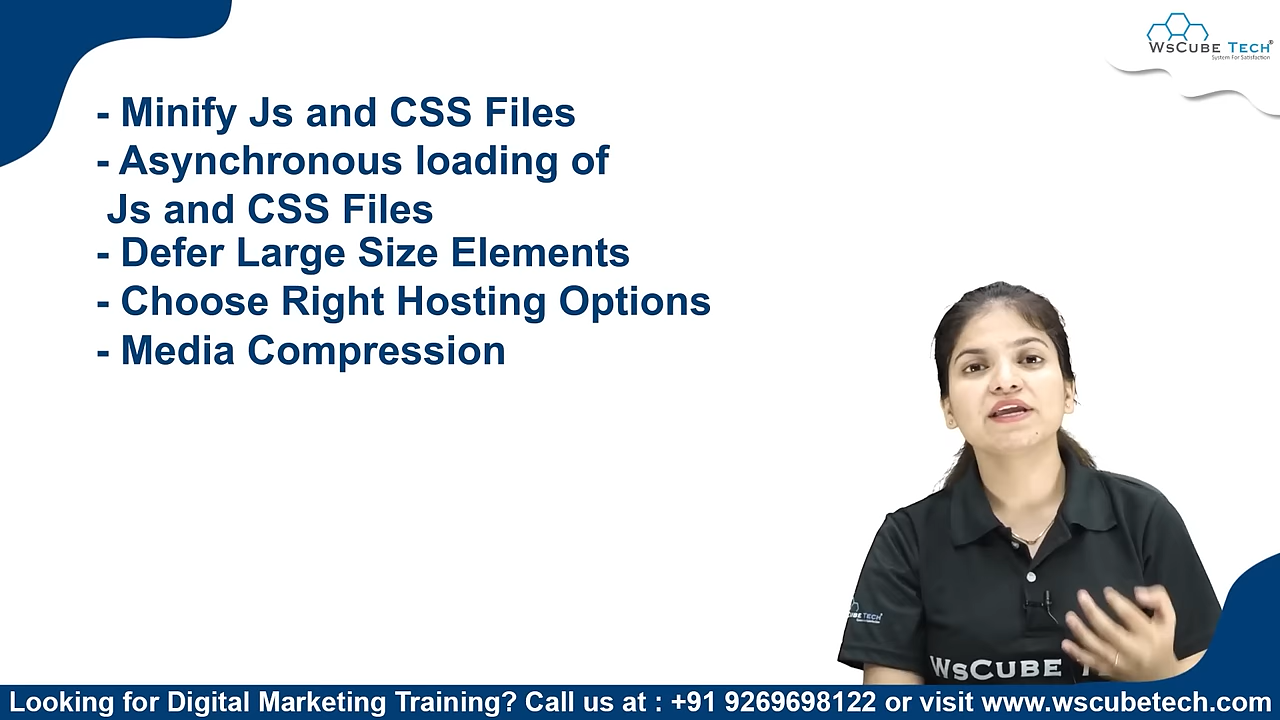 WsCube Tech®
System For Satisfaction
- Minify Js and CSS Files
- Asynchronous loading of
Js and CSS Files
- Defer Large Size Elements
- Choose Right Hosting Options
- Media Compression
CUBE TECH
WSCUBE T
Looking for Digital Marketing Training? Call us at : +91 9269698122 or visit www.wscubetech.com